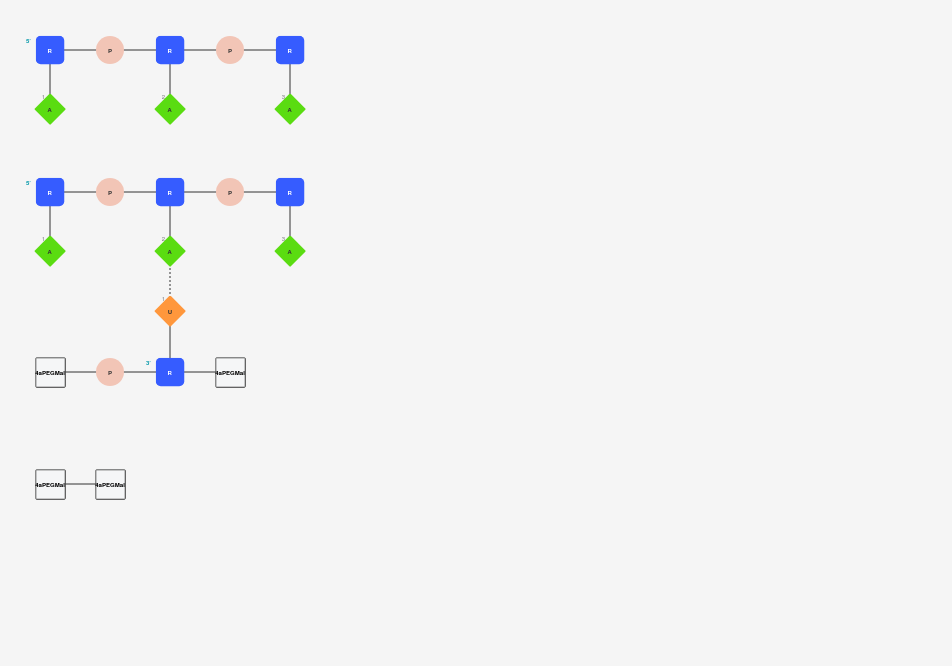 5' R P R P R
1 A 2 A 3 A
5' R P R P R
1 A 2 A 3 A
1 U
4aPEGMal P 3' R 4aPEGMal
4aPEGMal 4aPEGMal